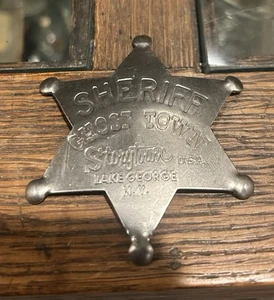 SHERIFF
GHOST TOWN
Storytown U.S.A.
LAKE GEORGE
N.Y.